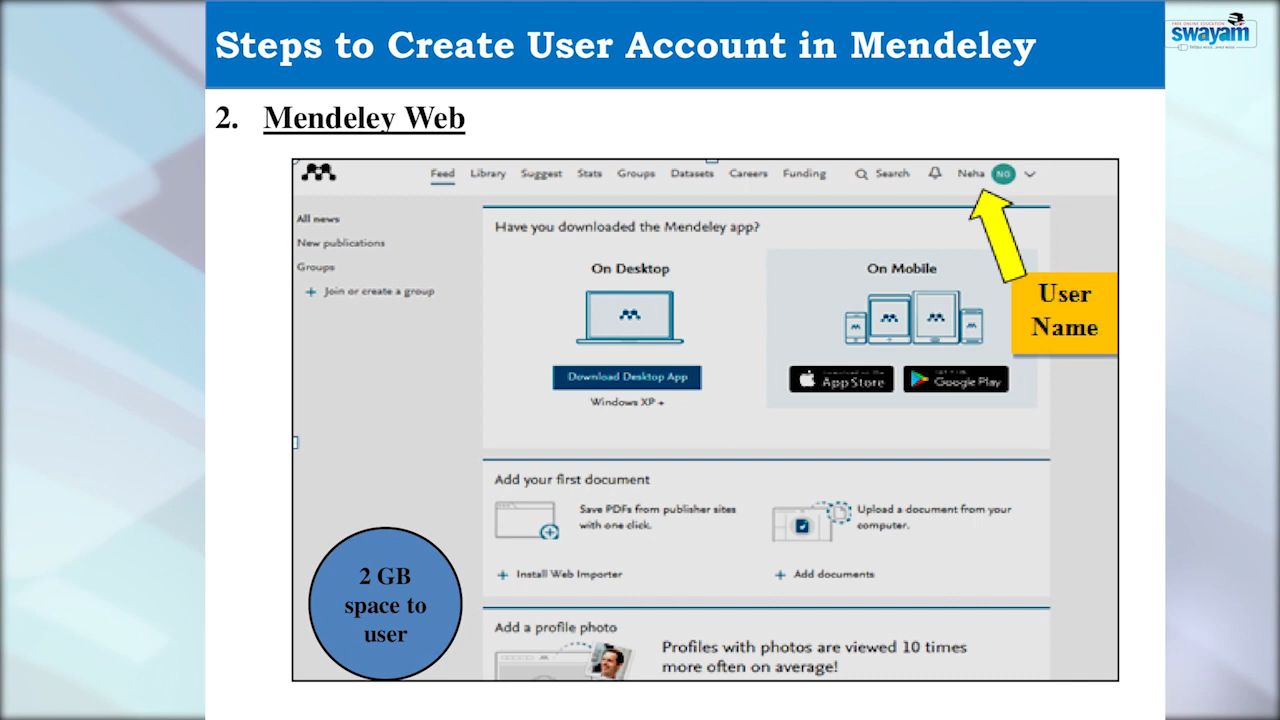 Steps to Create User Account in Mendeley
FREE ONLINE EDUCATION
swayam
2. Mendeley Web
Feed Library Suggest Stats Groups Datasets Careers Funding Search Neha NG
All news
New publications
Groups
+ Join or create a group
Have you downloaded the Mendeley app?
On Desktop
On Mobile
Download Desktop App
Windows XP +
App Store
Google Play
User
Name
Add your first document
Save PDFs from publisher sites
with one click.
Upload a document from your
computer.
+ Install Web Importer
+ Add documents
2 GB
space to
user
Add a profile photo
Profiles with photos are viewed 10 times
more often on average!